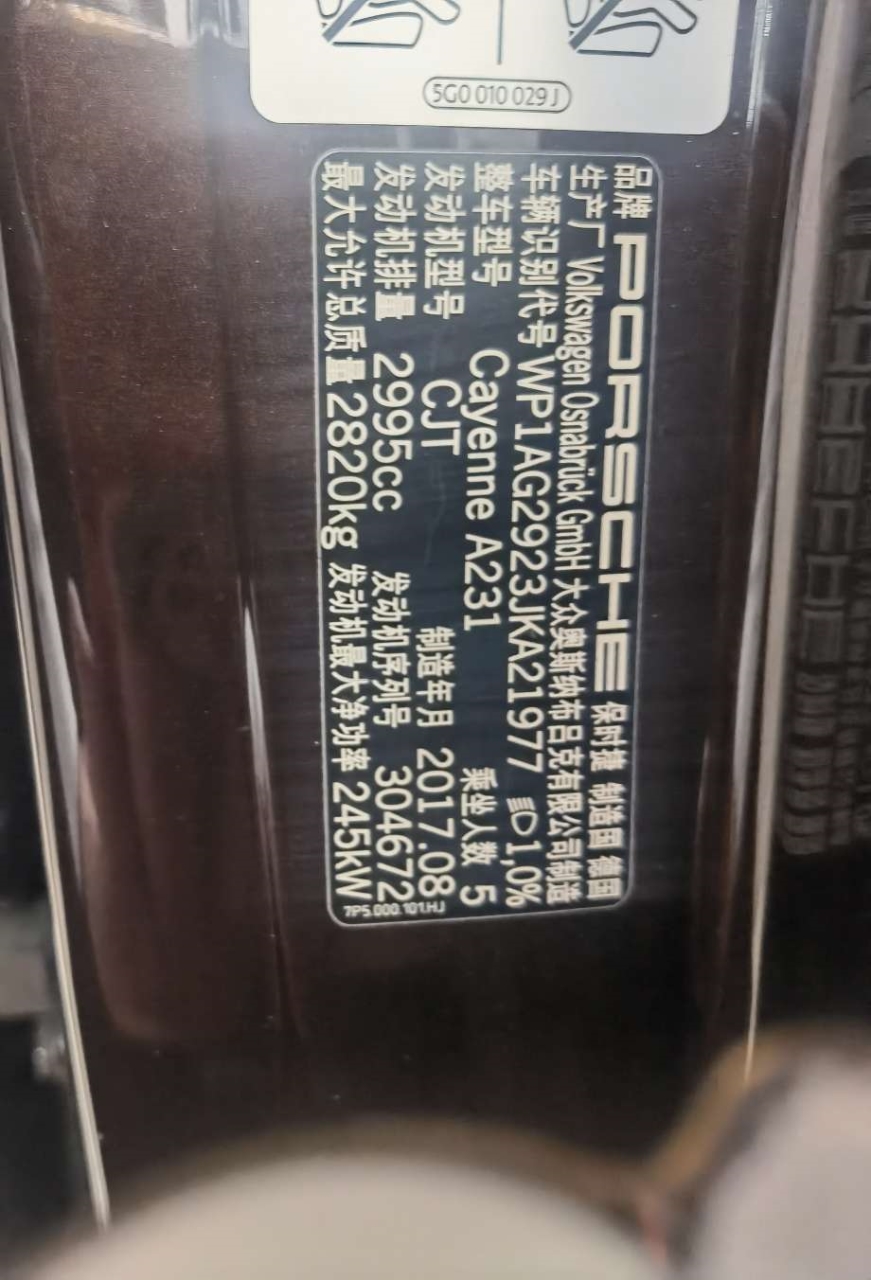 5G0 010 029 J
品牌 PORSCHE 保时捷 制造国 德国
生产厂 Volkswagen Osnabrück GmbH 大众奥斯纳布吕克有限公司制造
车辆识别代号 WP1AG2923JKA21977 1,0%
整车型号 Cayenne A231 乘坐人数 5
发动机型号 CJT 制造年月 2017.08
发动机排量 2995cc 发动机序列号 304672
最大允许总质量 2820kg 发动机最大净功率 245kW
7P5.000.101.HJ